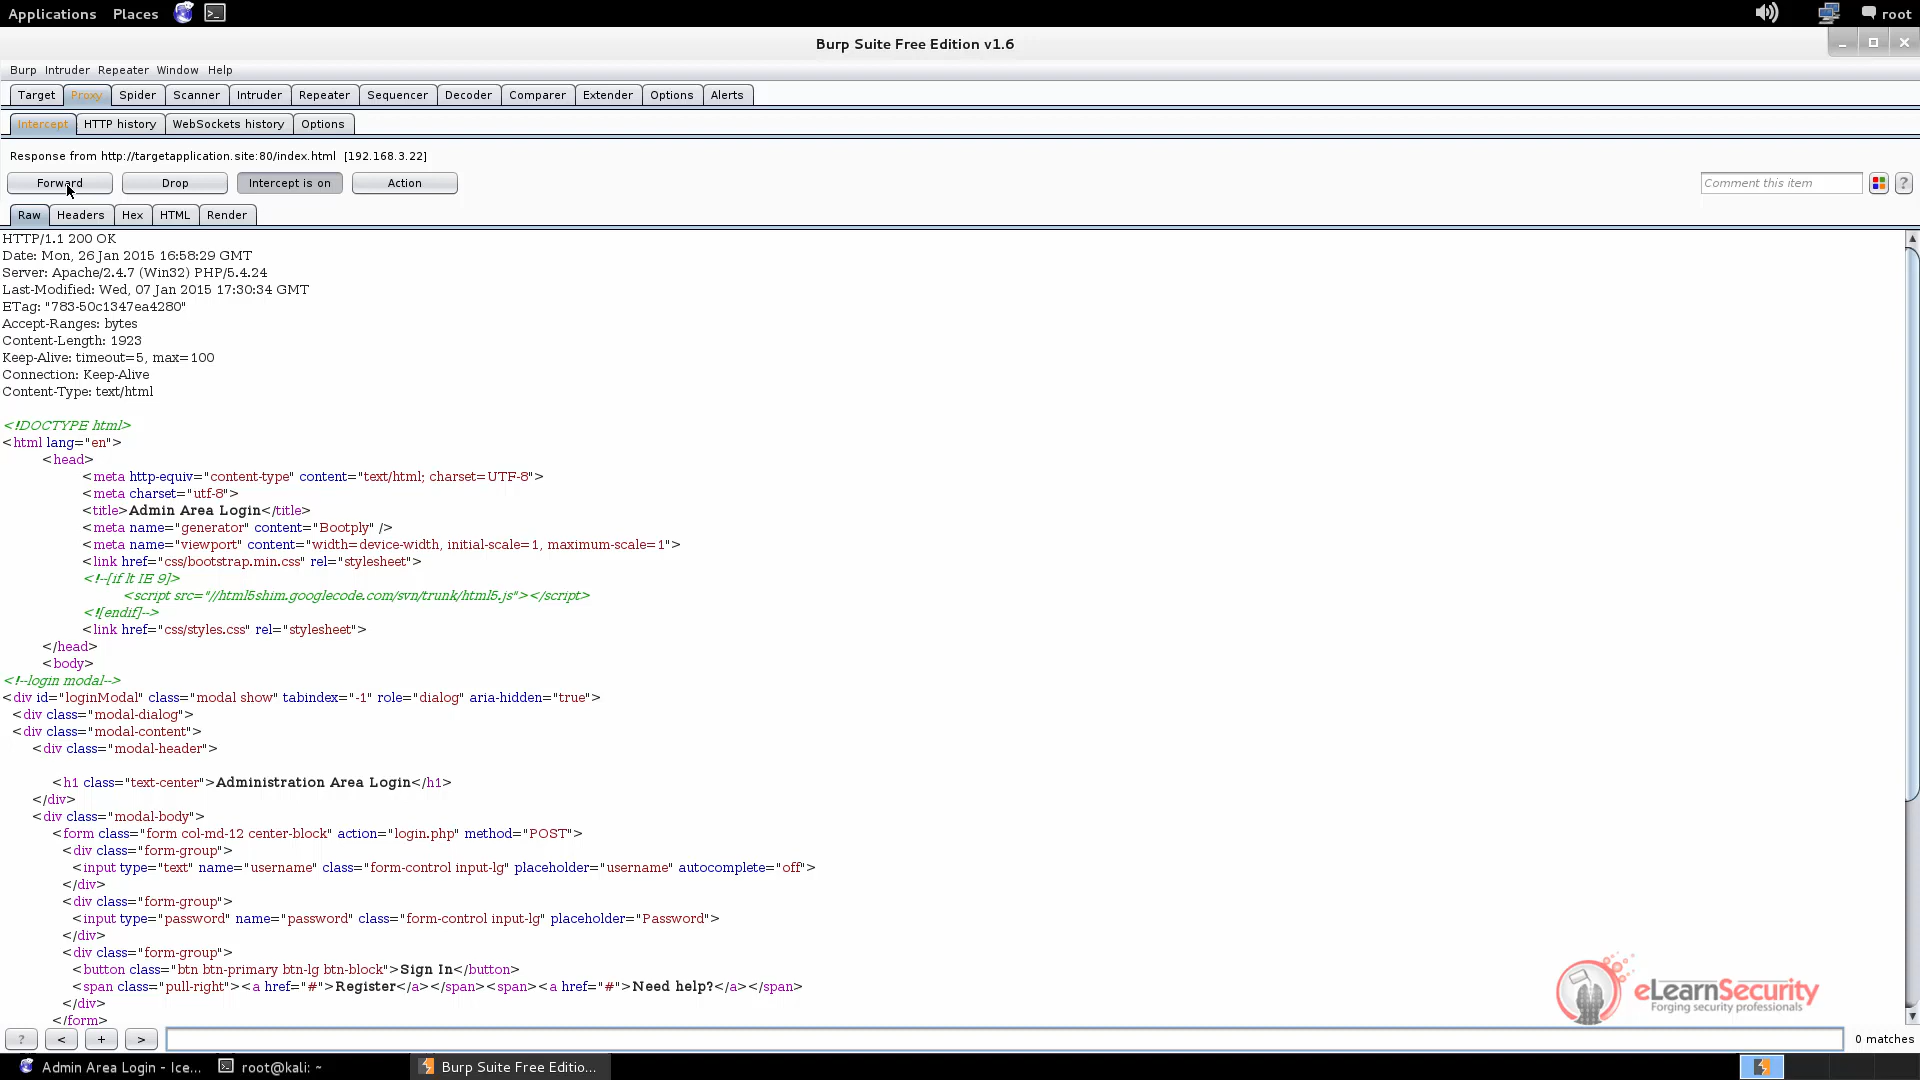 Applications Places root
Burp Suite Free Edition v1.6
Burp Intruder Repeater Window Help
Target Proxy Spider Scanner Intruder Repeater Sequencer Decoder Comparer Extender Options Alerts
Intercept HTTP history WebSockets history Options
Response from http://targetapplication.site:80/index.html [192.168.3.22]
Forward Drop Intercept is on Action Comment this item ?
Raw Headers Hex HTML Render
HTTP/1.1 200 OK
Date: Mon, 26 Jan 2015 16:58:29 GMT
Server: Apache/2.4.7 (Win32) PHP/5.4.24
Last-Modified: Wed, 07 Jan 2015 17:30:34 GMT
ETag: "783-50c1347ea4280"
Accept-Ranges: bytes
Content-Length: 1923
Keep-Alive: timeout=5, max=100
Connection: Keep-Alive
Content-Type: text/html
<!DOCTYPE html>
<html lang="en">
<head>
<meta http-equiv="content-type" content="text/html; charset=UTF-8">
<meta charset="utf-8">
<title>Admin Area Login</title>
<meta name="generator" content="Bootply" />
<meta name="viewport" content="width=device-width, initial-scale=1, maximum-scale=1">
<link href="css/bootstrap.min.css" rel="stylesheet">
<!--[if lt IE 9]>
<script src="//html5shim.googlecode.com/svn/trunk/html5.js"></script>
<![endif]-->
<link href="css/styles.css" rel="stylesheet">
</head>
<body>
<!--login modal-->
<div id="loginModal" class="modal show" tabindex="-1" role="dialog" aria-hidden="true">
<div class="modal-dialog">
<div class="modal-content">
<div class="modal-header">
<h1 class="text-center">Administration Area Login</h1>
</div>
<div class="modal-body">
<form class="form col-md-12 center-block" action="login.php" method="POST">
<div class="form-group">
<input type="text" name="username" class="form-control input-lg" placeholder="username" autocomplete="off">
</div>
<div class="form-group">
<input type="password" name="password" class="form-control input-lg" placeholder="Password">
</div>
<div class="form-group">
<button class="btn btn-primary btn-lg btn-block">Sign In</button>
<span class="pull-right"><a href="#">Register</a></span><span><a href="#">Need help?</a></span>
</div>
</form>
eLearnSecurity
Forging security professionals
? < + > 0 matches
Admin Area Login - Ice... root@kali: ~ Burp Suite Free Editio...